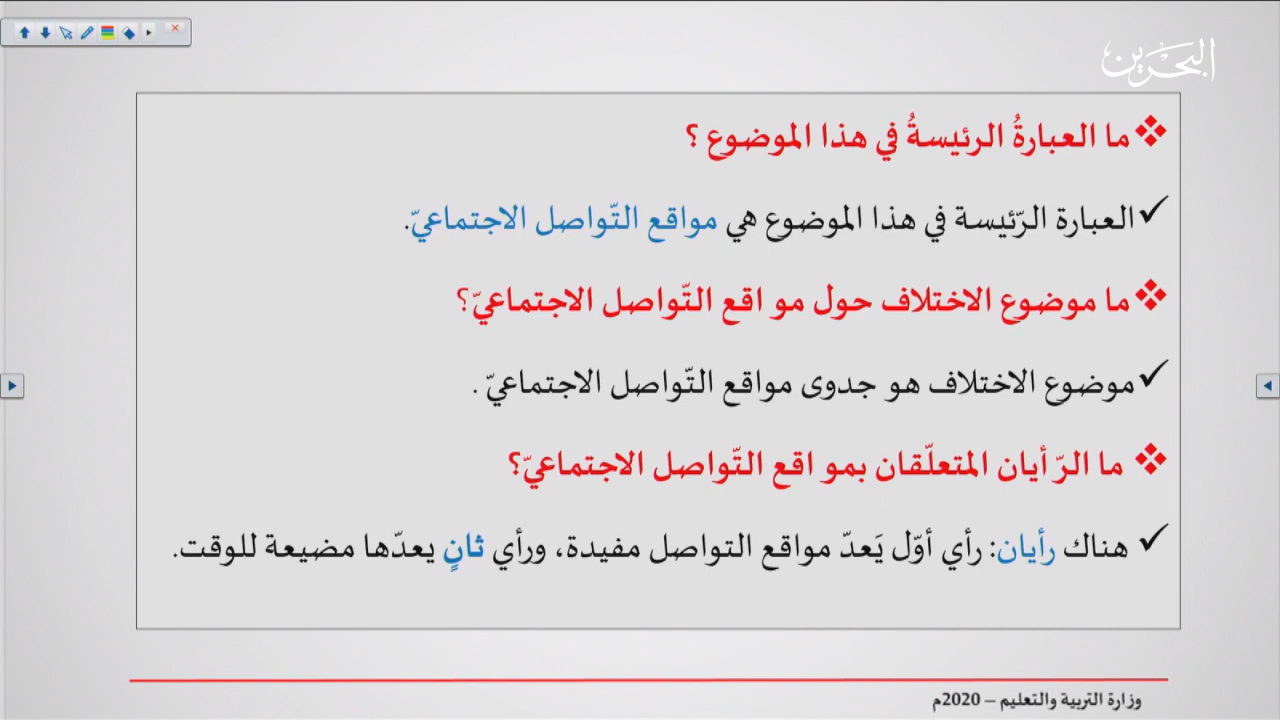 البحرين
ما العبارةُ الرئيسةُ في هذا الموضوع ؟
العبارة الرّئيسة في هذا الموضوع هي مواقع التّواصل الاجتماعيّ.
ما موضوع الاختلاف حول مو اقع التّواصل الاجتماعيّ؟
موضوع الاختلاف هو جدوى مواقع التّواصل الاجتماعيّ .
ما الرّ أيان المتعلّقان بمو اقع التّواصل الاجتماعيّ؟
هناك رأيان: رأي أوّل يَعدّ مواقع التواصل مفيدة، ورأي ثانٍ يعدّها مضيعة للوقت.
وزارة التربية والتعليم – 2020م